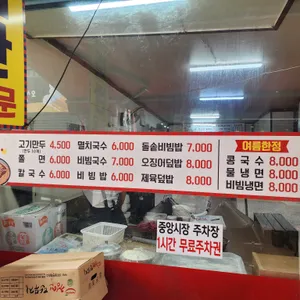 고기만두 4.500
쫄 면 6.000
칼 국 수 6.000
멸치국수 6.000
비빔국수 7.000
비 빔 밥 6.000
돌솥비빔밥 7.000
오징어덮밥 8.000
제육덮밥 8.000
여름한정
콩 국 수 8.000
물 냉 면 8.000
비빔냉면 8.000
중앙시장 주차장
1시간 무료주차권